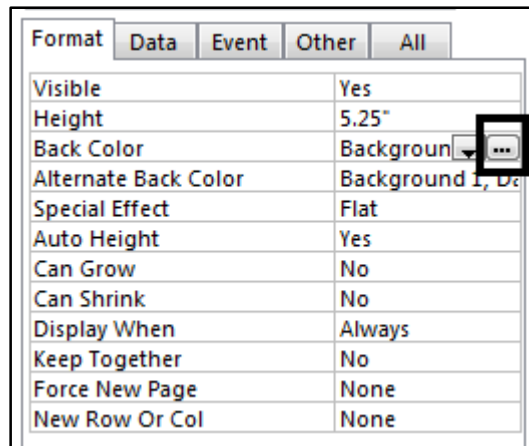 Format Data Event Other All
Visible Yes
Height 5.25"
Back Color Backgroun ...
Alternate Back Color Background 1, Da
Special Effect Flat
Auto Height Yes
Can Grow No
Can Shrink No
Display When Always
Keep Together No
Force New Page None
New Row Or Col None